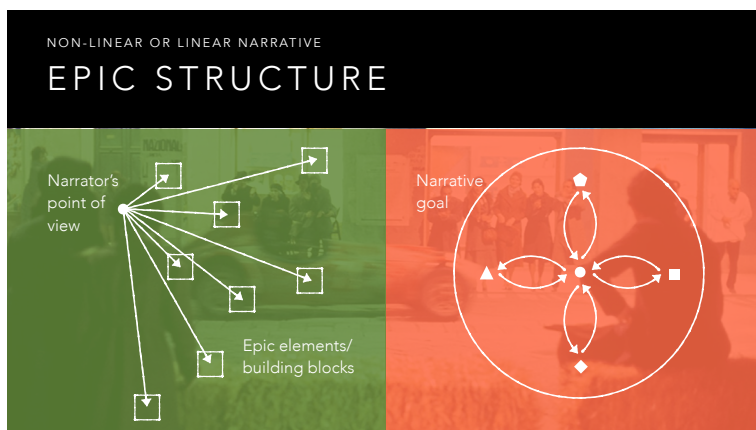 NON-LINEAR OR LINEAR NARRATIVE
EPIC STRUCTURE
Narrator's
point of
view
Epic elements/
building blocks
Narrative
goal